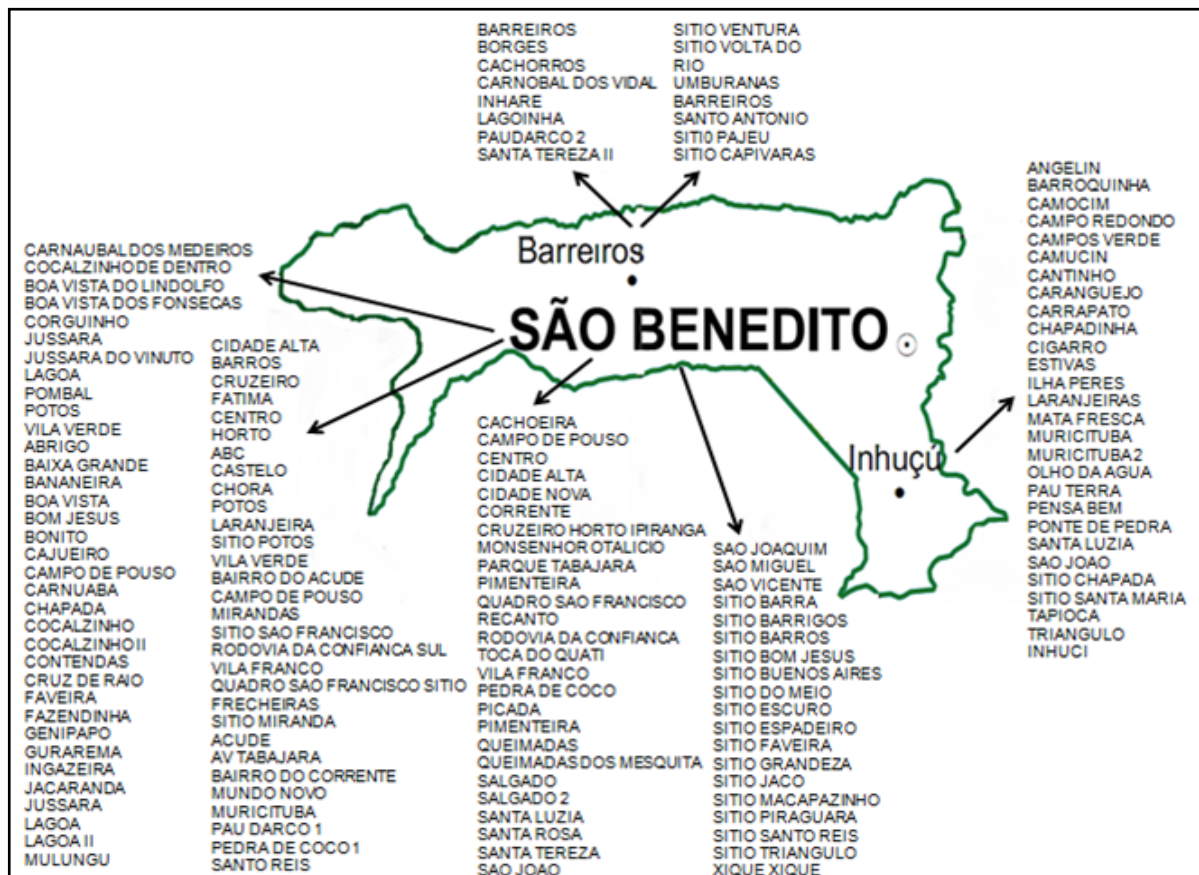 BARREIROS
BORGES
CACHORROS
CARNOBAL DOS VIDAL
INHARE
LAGOINHA
PAUDARCO 2
SANTA TEREZA II
SITIO VENTURA
SITIO VOLTA DO
RIO
UMBURANAS
BARREIROS
SANTO ANTONIO
SITI0 PAJEU
SITIO CAPIVARAS
Barreiros
SÃO BENEDITO
Inhuçú
CARNAUBAL DOS MEDEIROS
COCALZINHO DE DENTRO
BOA VISTA DO LINDOLFO
BOA VISTA DOS FONSECAS
CORGUINHO
JUSSARA
JUSSARA DO VINUTO
LAGOA
POMBAL
POTOS
VILA VERDE
ABRIGO
BAIXA GRANDE
BANANEIRA
BOA VISTA
BOM JESUS
BONITO
CAJUEIRO
CAMPO DE POUSO
CARNUABA
CHAPADA
COCALZINHO
COCALZINHO II
CONTENDAS
CRUZ DE RAIO
FAVEIRA
FAZENDINHA
GENIPAPO
GURAREMA
INGAZEIRA
JACARANDA
JUSSARA
LAGOA
LAGOA II
MULUNGU
CIDADE ALTA
BARROS
CRUZEIRO
FATIMA
CENTRO
HORTO
ABC
CASTELO
CHORA
POTOS
LARANJEIRA
SITIO POTOS
VILA VERDE
BAIRRO DO ACUDE
CAMPO DE POUSO
MIRANDAS
SITIO SAO FRANCISCO
RODOVIA DA CONFIANCA SUL
VILA FRANCO
QUADRO SAO FRANCISCO SITIO
FRECHEIRAS
SITIO MIRANDA
ACUDE
AV TABAJARA
BAIRRO DO CORRENTE
MUNDO NOVO
MURICITUBA
PAU DARCO 1
PEDRA DE COCO 1
SANTO REIS
CACHOEIRA
CAMPO DE POUSO
CENTRO
CIDADE ALTA
CIDADE NOVA
CORRENTE
CRUZEIRO HORTO IPIRANGA
MONSENHOR OTALICIO
PARQUE TABAJARA
PIMENTEIRA
QUADRO SAO FRANCISCO
RECANTO
RODOVIA DA CONFIANCA
TOCA DO QUATI
VILA FRANCO
PEDRA DE COCO
PICADA
PIMENTEIRA
QUEIMADAS
QUEIMADAS DOS MESQUITA
SALGADO
SALGADO 2
SANTA LUZIA
SANTA ROSA
SANTA TEREZA
SAO JOAO
SAO JOAQUIM
SAO MIGUEL
SAO VICENTE
SITIO BARRA
SITIO BARRIGOS
SITIO BARROS
SITIO BOM JESUS
SITIO BUENOS AIRES
SITIO DO MEIO
SITIO ESCURO
SITIO ESPADEIRO
SITIO FAVEIRA
SITIO GRANDEZA
SITIO JACO
SITIO MACAPAZINHO
SITIO PIRAGUARA
SITIO SANTO REIS
SITIO TRIANGULO
XIQUE XIQUE
ANGELIN
BARROQUINHA
CAMOCIM
CAMPO REDONDO
CAMPOS VERDE
CAMUCIN
CANTINHO
CARANGUEJO
CARRAPATO
CHAPADINHA
CIGARRO
ESTIVAS
ILHA PERES
LARANJEIRAS
MATA FRESCA
MURICITUBA
MURICITUBA 2
OLHO DA AGUA
PAU TERRA
PENSA BEM
PONTE DE PEDRA
SANTA LUZIA
SAO JOAO
SITIO CHAPADA
SITIO SANTA MARIA
TAPIOCA
TRIANGULO
INHUCI